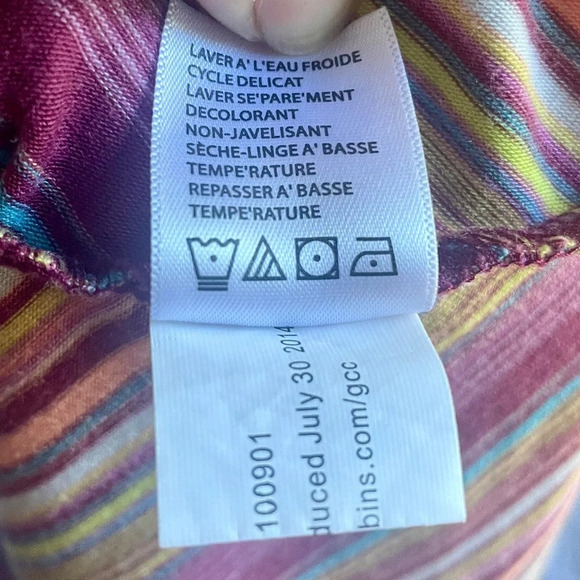 LAVER A' L'EAU FROIDE
CYCLE DELICAT
LAVER SE'PARE'MENT
DECOLORANT
NON-JAVELISANT
SÈCHE-LINGE A' BASSE
TEMPE'RATURE
REPASSER A' BASSE
TEMPE'RATURE
100901
duced July 30 2014
bins.com/gcc